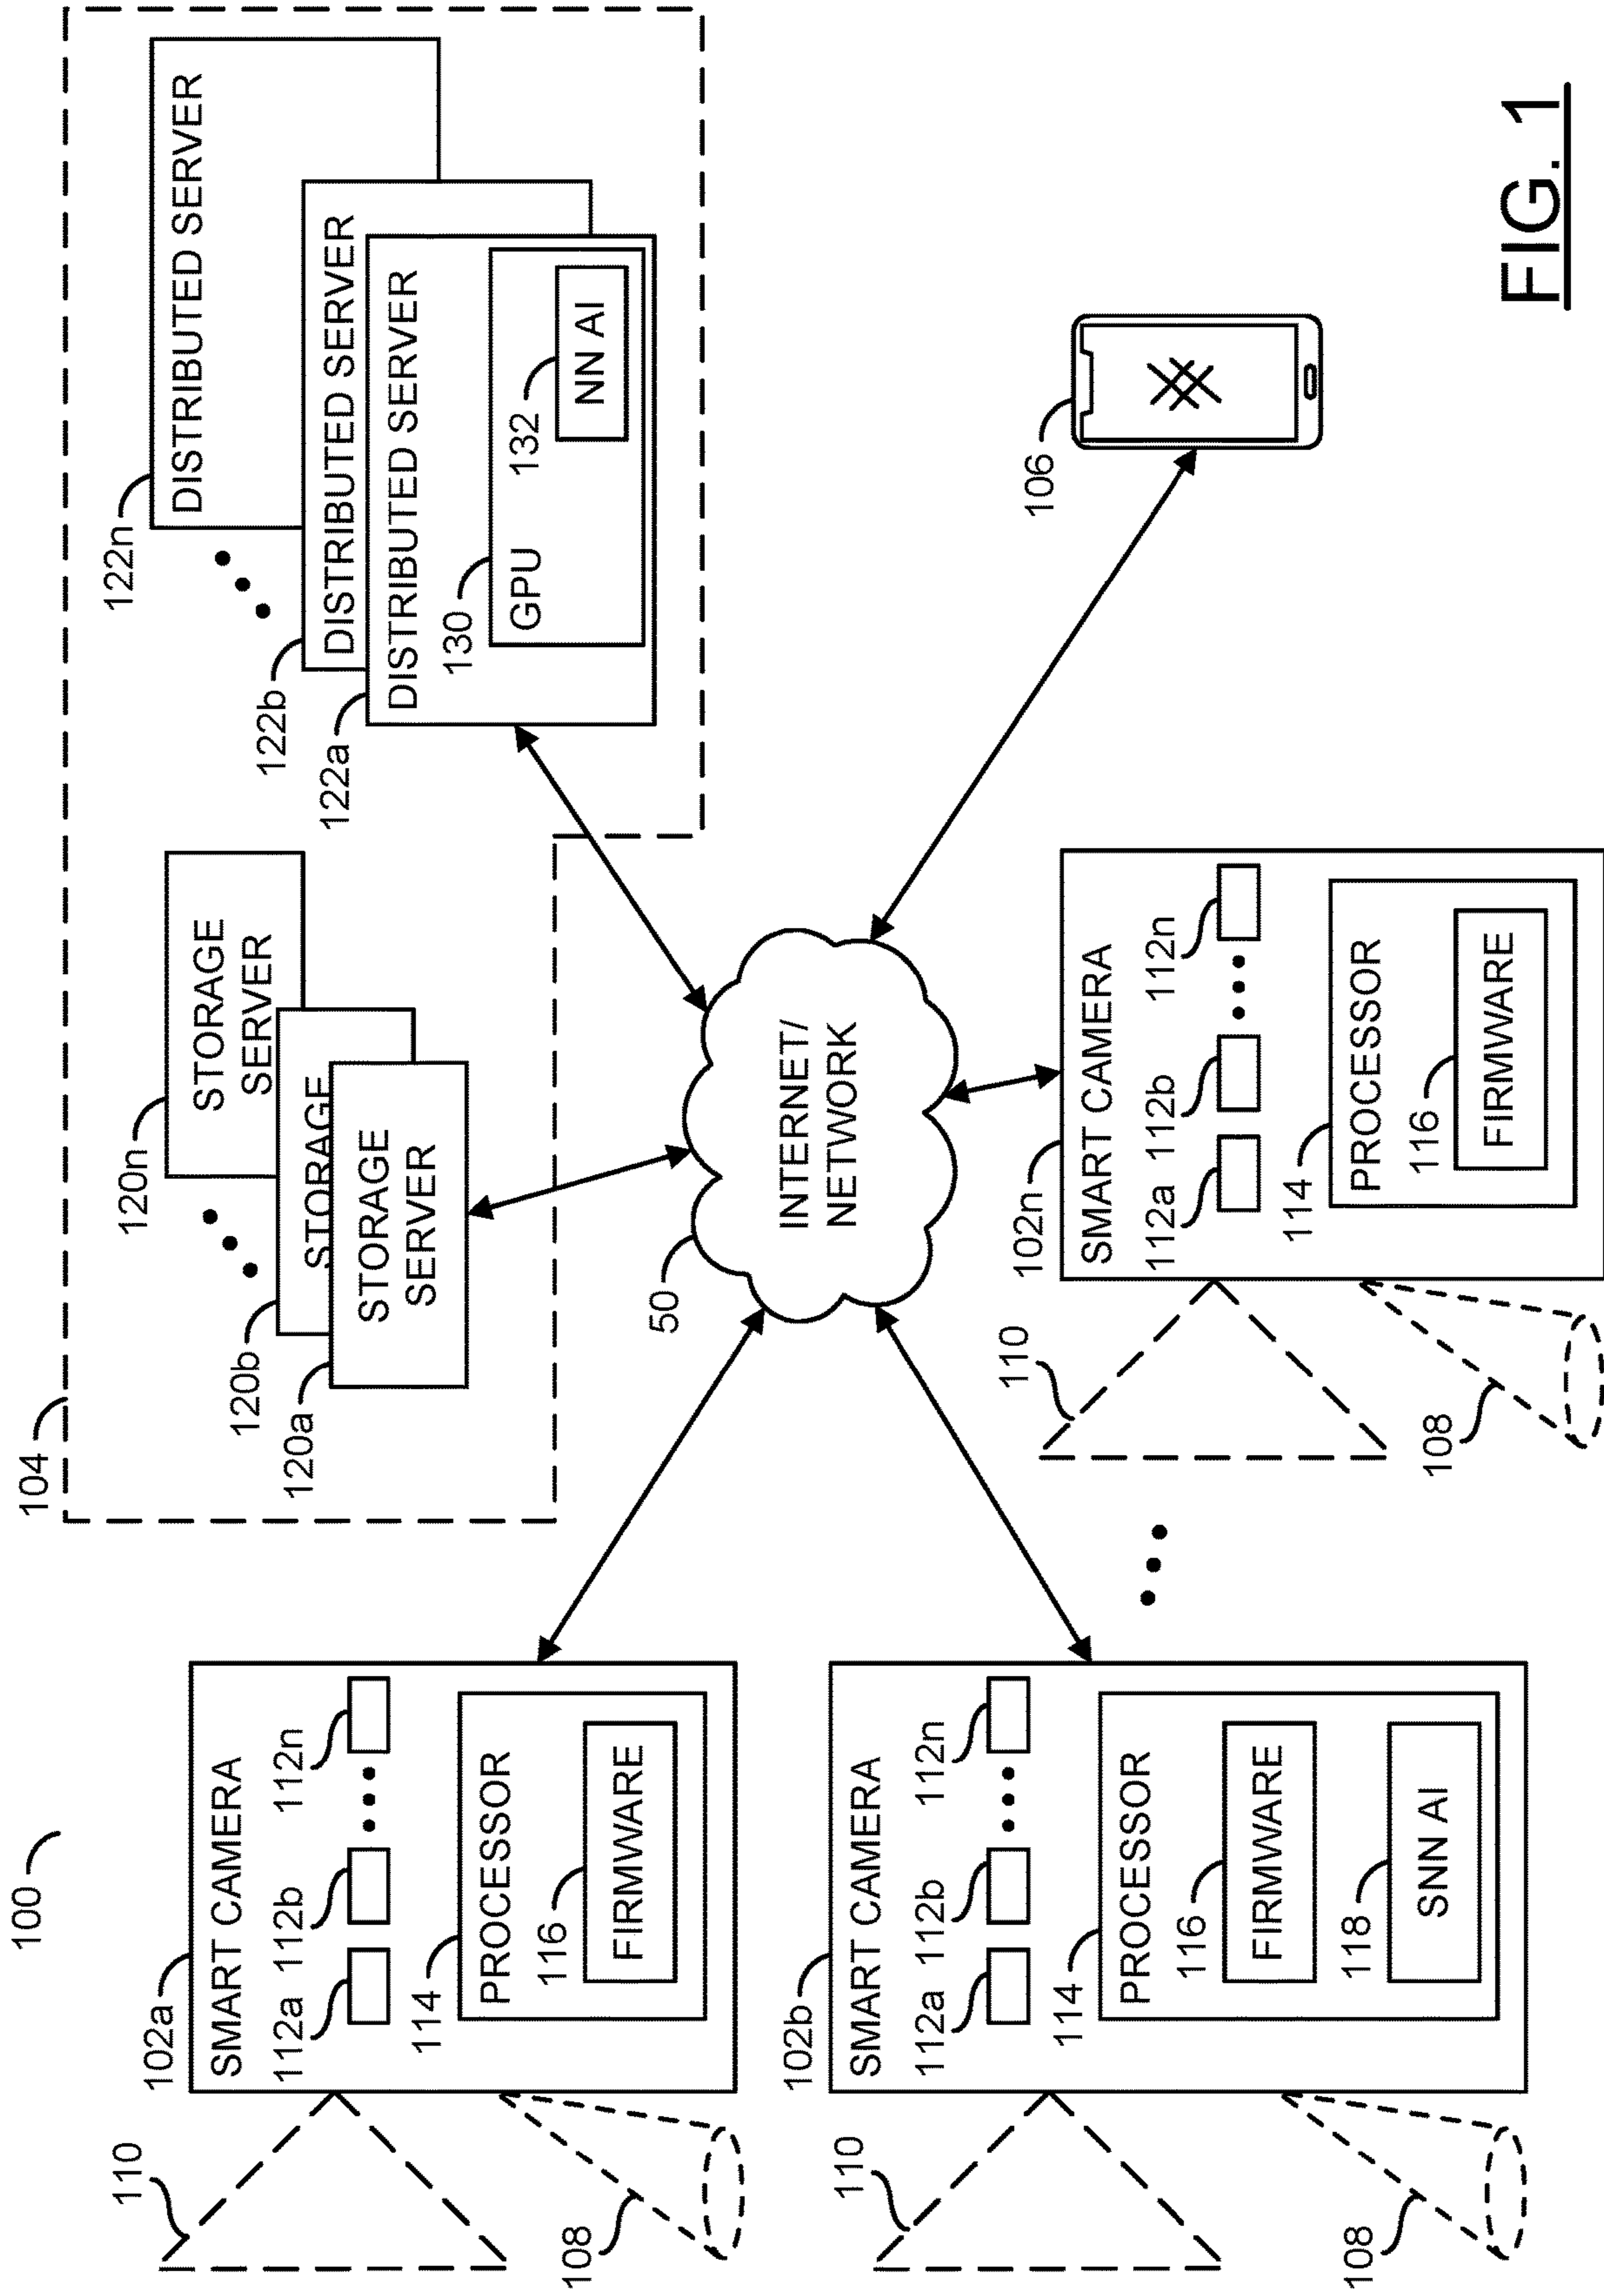 100
104
120n
STORAGE
SERVER
120b
STORAGE
120a
STORAGE
SERVER
122n
DISTRIBUTED SERVER
122b
DISTRIBUTED SERVER
122a
DISTRIBUTED SERVER
130
GPU
132
NN AI
102a
SMART CAMERA
112a
112b
112n
114
PROCESSOR
116
FIRMWARE
110
108
50
INTERNET/
NETWORK
106
102b
SMART CAMERA
112a
112b
112n
114
PROCESSOR
116
FIRMWARE
118
SNN AI
110
108
102n
SMART CAMERA
112a
112b
112n
114
PROCESSOR
116
FIRMWARE
110
108
FIG. 1